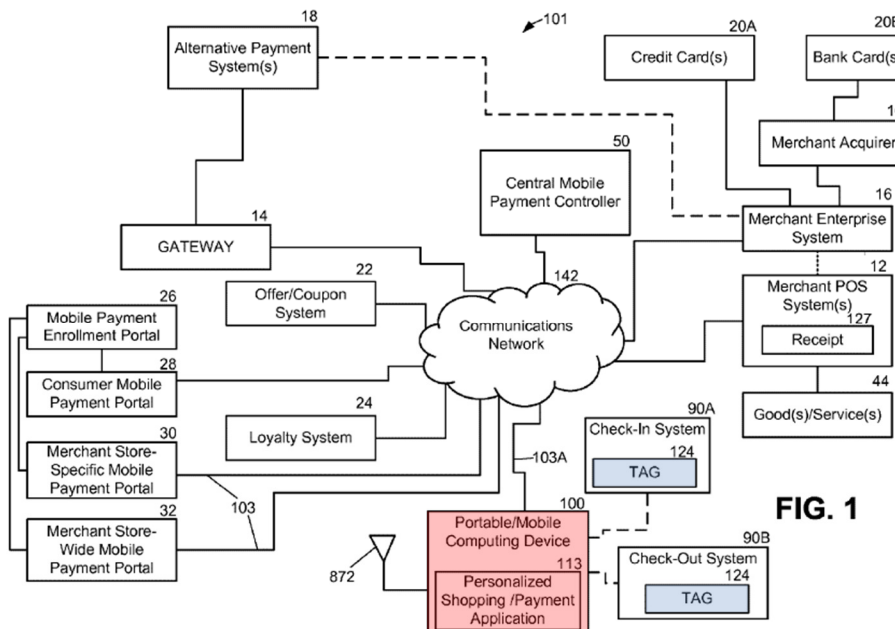 18
101
20A
20B
Alternative Payment
System(s)
Credit Card(s)
Bank Card(s
50
Merchant Acquirer
Central Mobile
Payment Controller
16
14
Merchant Enterprise
System
GATEWAY
22
142
12
26
Offer/Coupon
System
Merchant POS
System(s)
127
Mobile Payment
Enrollment Portal
Communications
Network
Receipt
28
24
44
Consumer Mobile
Payment Portal
90A
Good(s)/Service(s)
30
Loyalty System
Check-In System
124
Merchant Store-
Specific Mobile
Payment Portal
103A
TAG
103
100
FIG. 1
32
Portable/Mobile
Computing Device
90B
Merchant Store-
Wide Mobile
Payment Portal
113
Check-Out System
124
872
Personalized
Shopping /Payment
Application
TAG